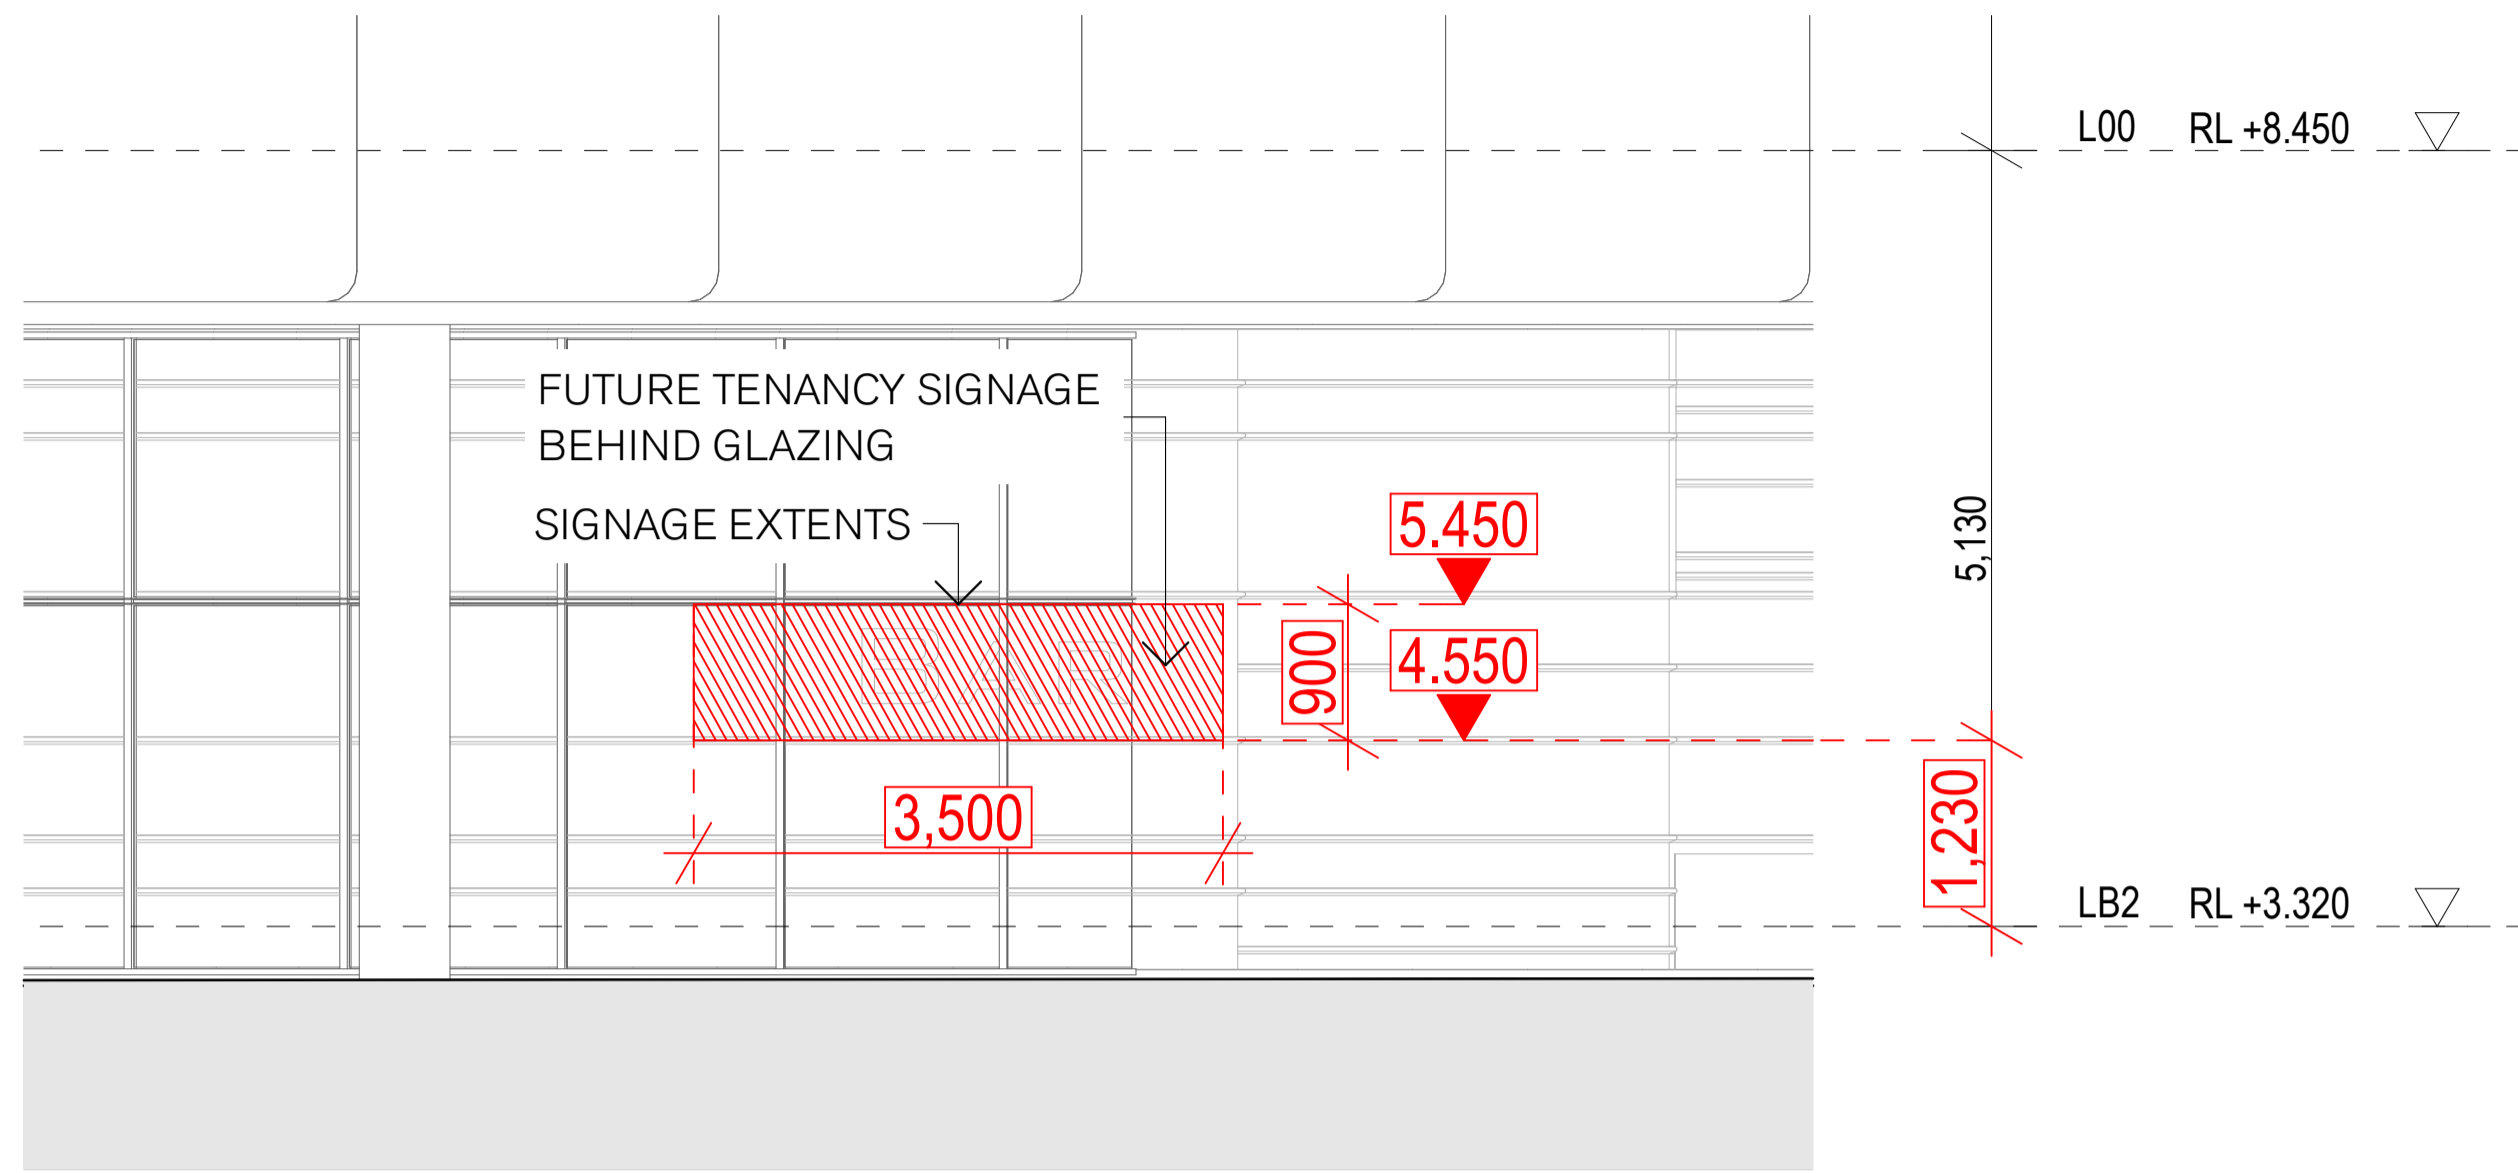 L00 RL +8.450
FUTURE TENANCY SIGNAGE
BEHIND GLAZING
SIGNAGE EXTENTS
5.450
5,130
900
4.550
BAR
3,500
1,230
LB2 RL +3.320